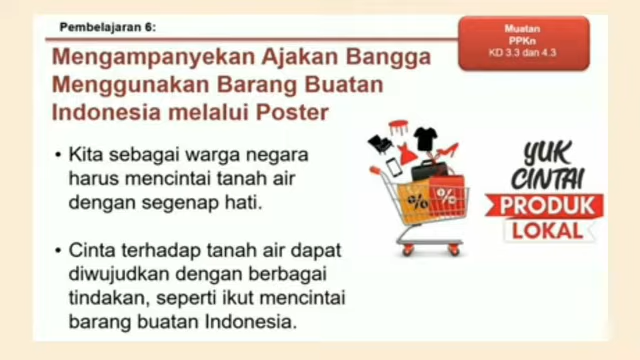 Pembelajaran 6:
Muatan
PPKn
KD 3.3 dan 4.3
Mengampanyekan Ajakan Bangga
Menggunakan Barang Buatan
Indonesia melalui Poster
• Kita sebagai warga negara
harus mencintai tanah air
dengan segenap hati.
• Cinta terhadap tanah air dapat
diwujudkan dengan berbagai
tindakan, seperti ikut mencintai
barang buatan Indonesia.
% %
YUK
CINTAI
PRODUK
LOKAL